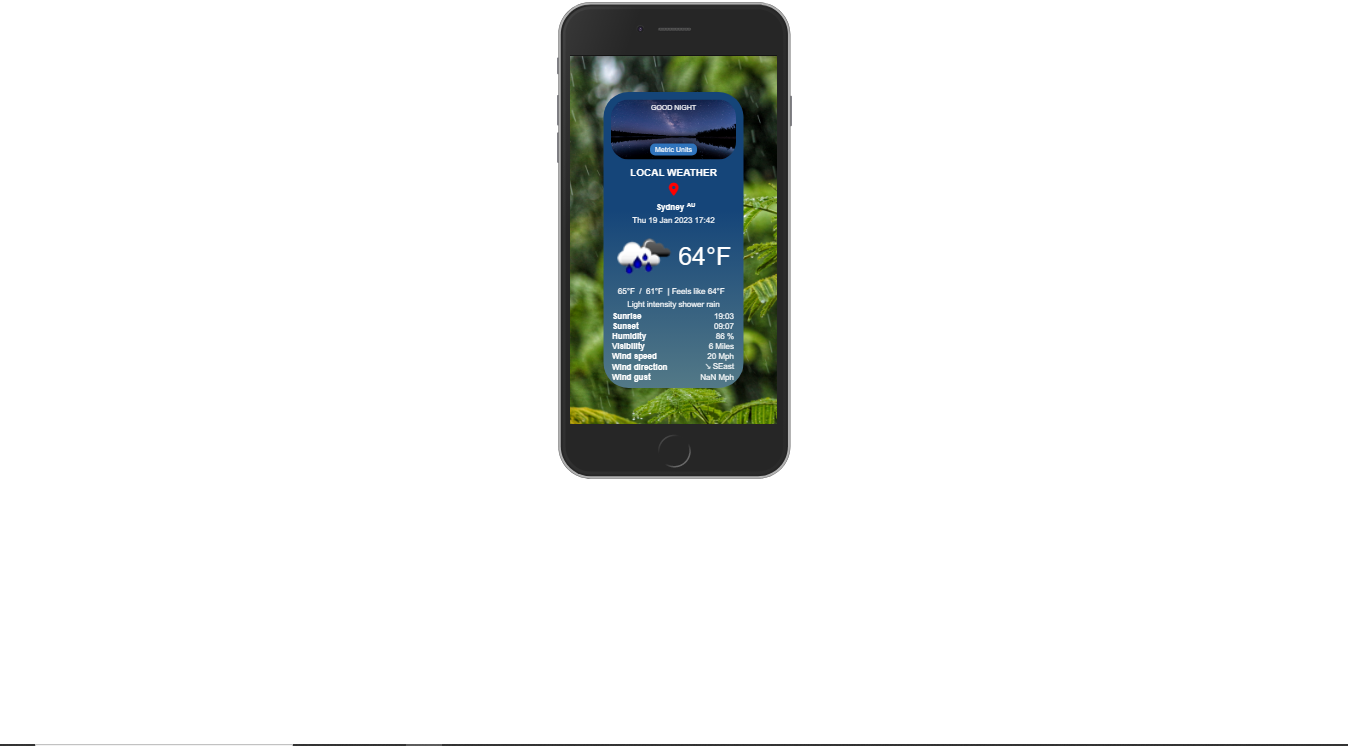 GOOD NIGHT
Metric Units
LOCAL WEATHER
Sydney AU
Thu 19 Jan 2023 17:42
64°F
65°F / 61°F | Feels like 64°F
Light intensity shower rain
Sunrise 19:03
Sunset 09:07
Humidity 86 %
Visibility 6 Miles
Wind speed 20 Mph
Wind direction ↘ SEast
Wind gust NaN Mph